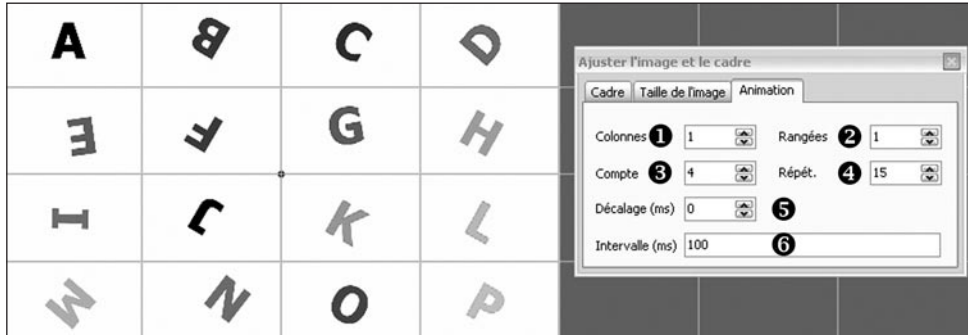 A B C D
E F G H
I J K L
M N O P
Ajuster l'image et le cadre
Cadre Taille de l'image Animation
Colonnes 1 1 Rangées 2 1
Compte 3 4 Répét. 4 15
Décalage (ms) 0 5
Intervalle (ms) 100 6